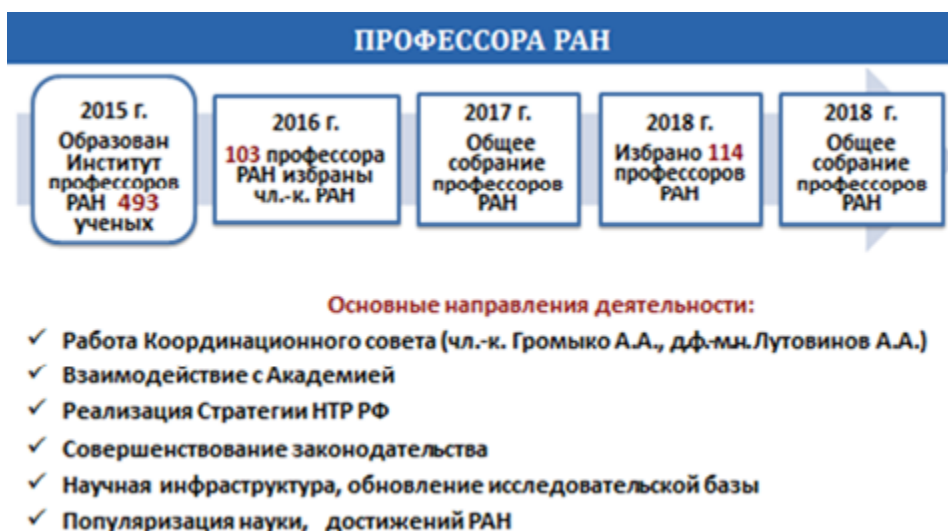 ПРОФЕССОРА РАН
2015 г.
Образован
Институт
профессоров
РАН 493
ученых
2016 г.
103 профессора
РАН избраны
чл.-к. РАН
2017 г.
Общее
собрание
профессоров
РАН
2018 г.
Избрано 114
профессоров
РАН
2018 г.
Общее
собрание
профессоров
РАН
Основные направления деятельности:
✓ Работа Координационного совета (чл.-к. Громыко А.А., д.ф.-м.н. Лутовинов А.А.)
✓ Взаимодействие с Академией
✓ Реализация Стратегии НТР РФ
✓ Совершенствование законодательства
✓ Научная инфраструктура, обновление исследовательской базы
✓ Популяризация науки, достижений РАН